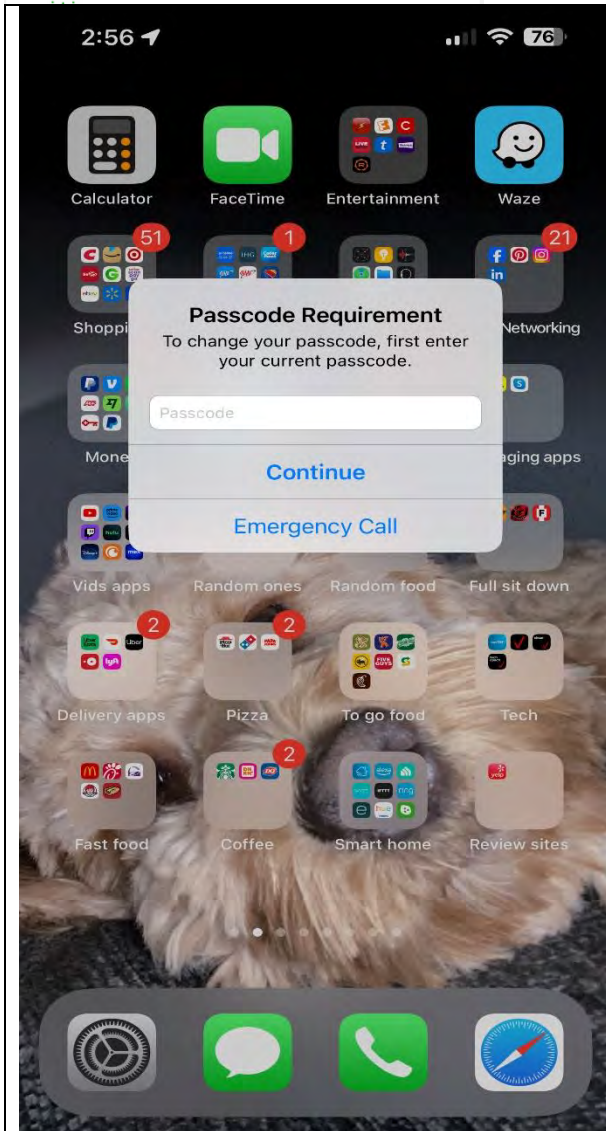 2:56
76
Calculator FaceTime Entertainment Waze
51 1 21
Passcode Requirement
To change your passcode, first enter
your current passcode.
Shoppi Networking
Passcode
Continue
Mone ging apps
Emergency Call
Vids apps Random ones Random food Full sit down
2 2
Delivery apps Pizza To go food Tech
2
Fast food Coffee Smart home Review sites